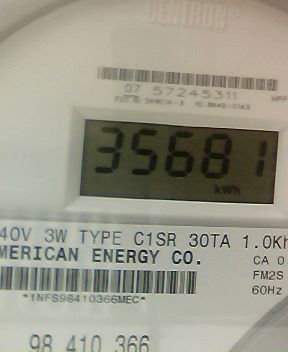 CENTRON®
07 57245311
35681
kWh
40V 3W TYPE C1SR 30TA 1.0Kh
MERICAN ENERGY CO.
CA 0
FM2S
60Hz
*1NFS98410366MEC*
98 410 366